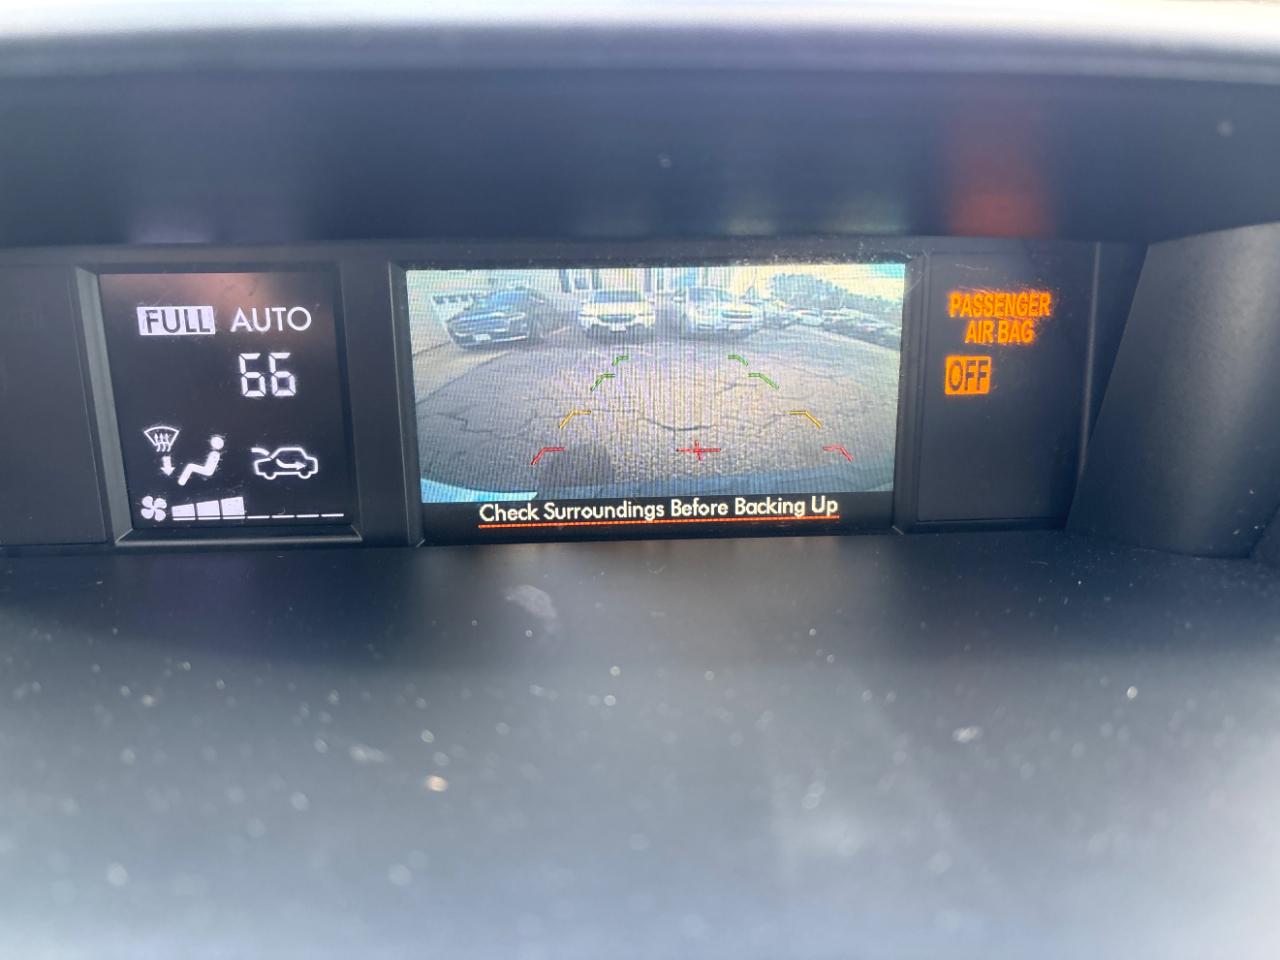 FULL AUTO
66
Check Surroundings Before Backing Up
PASSENGER
AIR BAG
OFF